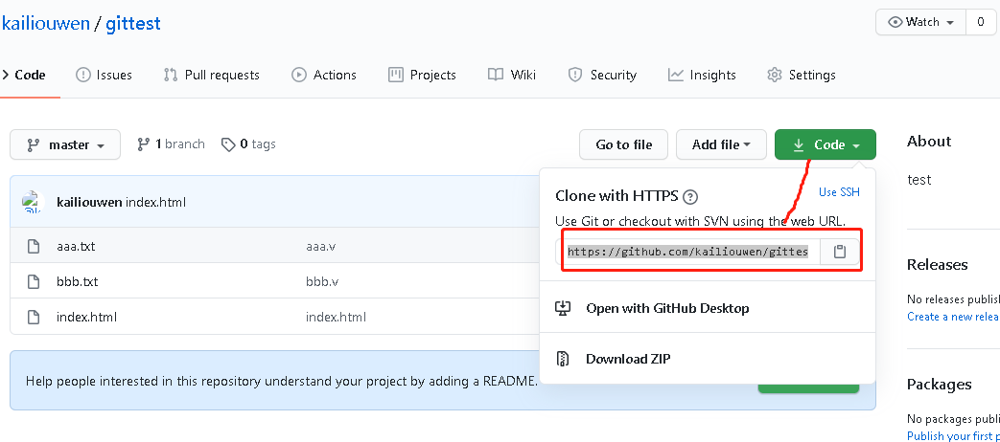 kailiouwen / gittest
Watch 0
Code Issues Pull requests Actions Projects Wiki Security Insights Settings
master 1 branch 0 tags Go to file Add file Code
About
test
kailiouwen index.html
aaa.txt aaa.v
bbb.txt bbb.v
index.html index.html
Clone with HTTPS Use SSH
Use Git or checkout with SVN using the web URL.
https://github.com/kailiouwen/gittes
Open with GitHub Desktop
Download ZIP
Help people interested in this repository understand your project by adding a README.
Releases
No releases publish
Create a new relea
Packages
No packages publi
Publish your first p